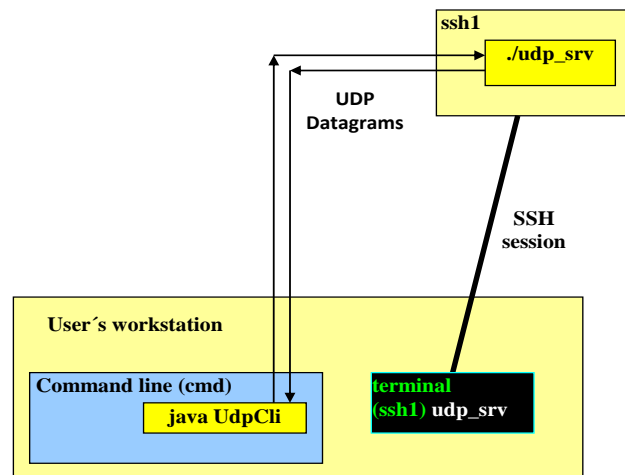 ssh1
./udp_srv
UDP
Datagrams
SSH
session
User´s workstation
Command line (cmd)
java UdpCli
terminal
(ssh1) udp_srv